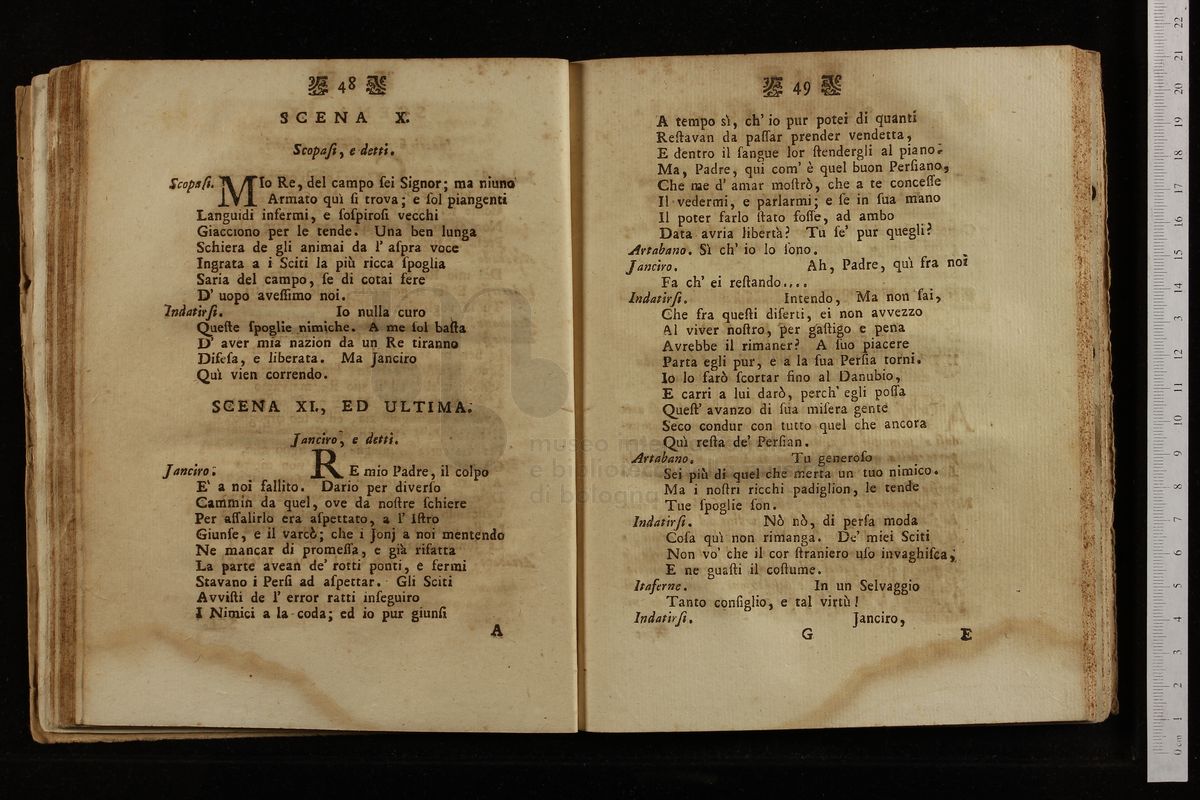 48
SCENA X.
Scopaſi, e detti.
Scopaſi. MIo Re, del campo ſei Signor; ma niuno
Armato quì ſi trova; e ſol piangenti
Languidi infermi, e ſoſpiroſi vecchi
Giacciono per le tende. Una ben lunga
Schiera de gli animai da l' aſpra voce
Ingrata a i Sciti la più ricca ſpoglia
Saria del campo, ſe di cotai fere
D' uopo aveſſimo noi.
Indatirſi. Io nulla curo
Queſte ſpoglie nimiche. A me ſol baſta
D' aver mia nazion da un Re tiranno
Difeſa, e liberata. Ma Janciro
Quì vien correndo.
SCENA XI., ED ULTIMA.
Janciro, e detti.
Janciro. RE mio Padre, il colpo
E' a noi fallito. Dario per diverſo
Cammin da quel, ove da noſtre ſchiere
Per aſſalirlo era aſpettato, a l' Iſtro
Giunſe, e il varcò; che i Jonj a noi mentendo
Ne mancar di promeſſa, e già rifatta
La parte avean de' rotti ponti, e fermi
Stavano i Perſi ad aſpettar. Gli Sciti
Avviſti de l' error ratti inſeguiro
I Nimici a la coda; ed io pur giunſi
A
49
A tempo sì, ch' io pur potei di quanti
Reſtavan da paſſar prender vendetta,
E dentro il ſangue lor ſtendergli al piano.
Ma, Padre, qui com' è quel buon Perſiano,
Che me d' amar moſtrò, che a te conceſſe
Il vedermi, e parlarmi; e ſe in ſua mano
Il poter farlo ſtato foſſe, ad ambo
Data avria libertà? Tu ſe' pur quegli?
Artabano. Sì ch' io lo ſono.
Janciro. Ah, Padre, quì fra noi
Fa ch' ei reſtando....
Indatirſi. Intendo, Ma non ſai,
Che fra queſti diſerti, ei non avvezzo
Al viver noſtro, per gaſtigo e pena
Avrebbe il rimaner? A ſuo piacere
Parta egli pur, e a la ſua Perſia torni.
Io lo farò ſcortar fino al Danubio,
E carri a lui darò, perch' egli poſſa
Queſt' avanzo di ſua miſera gente
Seco condur con tutto quel che ancora
Quì reſta de' Perſian.
Artabano. Tu generoſo
Sei più di quel che merta un tuo nimico.
Ma i noſtri ricchi padiglion, le tende
Tue ſpoglie ſon.
Indatirſi. Nò nò, di perſa moda
Coſa quì non rimanga. De' miei Sciti
Non vo' che il cor ſtraniero uſo invaghiſca,
E ne guaſti il coſtume.
Itaferne. In un Selvaggio
Tanto conſiglio, e tal virtù!
Indatirſi. Janciro,
G E